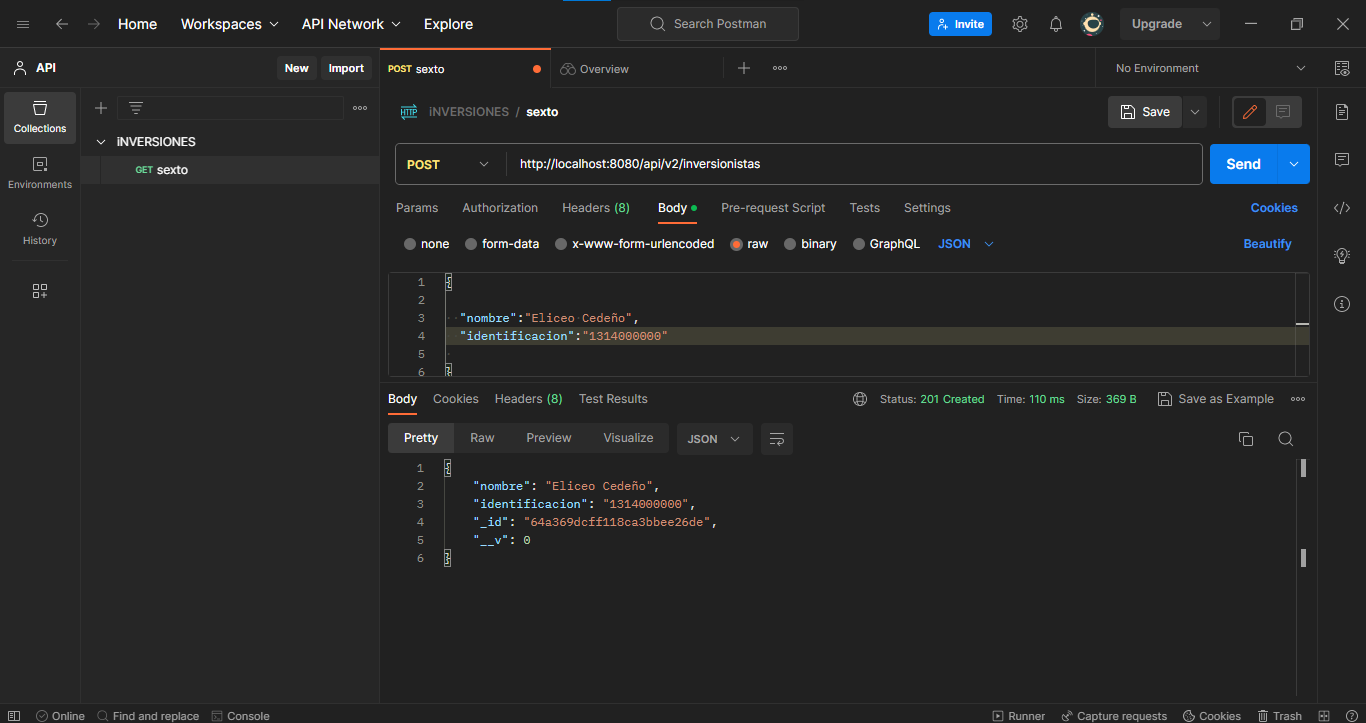 Home Workspaces API Network Explore Search Postman Invite Upgrade
API New Import POST sexto Overview No Environment
Collections
Environments
History
iNVERSIONES
GET sexto
HTTP iNVERSIONES / sexto Save
POST http://localhost:8080/api/v2/inversionistas Send
Params Authorization Headers (8) Body Pre-request Script Tests Settings Cookies
none form-data x-www-form-urlencoded raw binary GraphQL JSON Beautify
1 {
2
3 "nombre":"Eliceo Cedeño",
4 "identificacion":"1314000000"
5
6 }
Body Cookies Headers (8) Test Results Status: 201 Created Time: 110 ms Size: 369 B Save as Example
Pretty Raw Preview Visualize JSON
1 {
2 "nombre": "Eliceo Cedeño",
3 "identificacion": "1314000000",
4 "_id": "64a369dcff118ca3bbee26de",
5 "__v": 0
6 }
Online Find and replace Console Runner Capture requests Cookies Trash